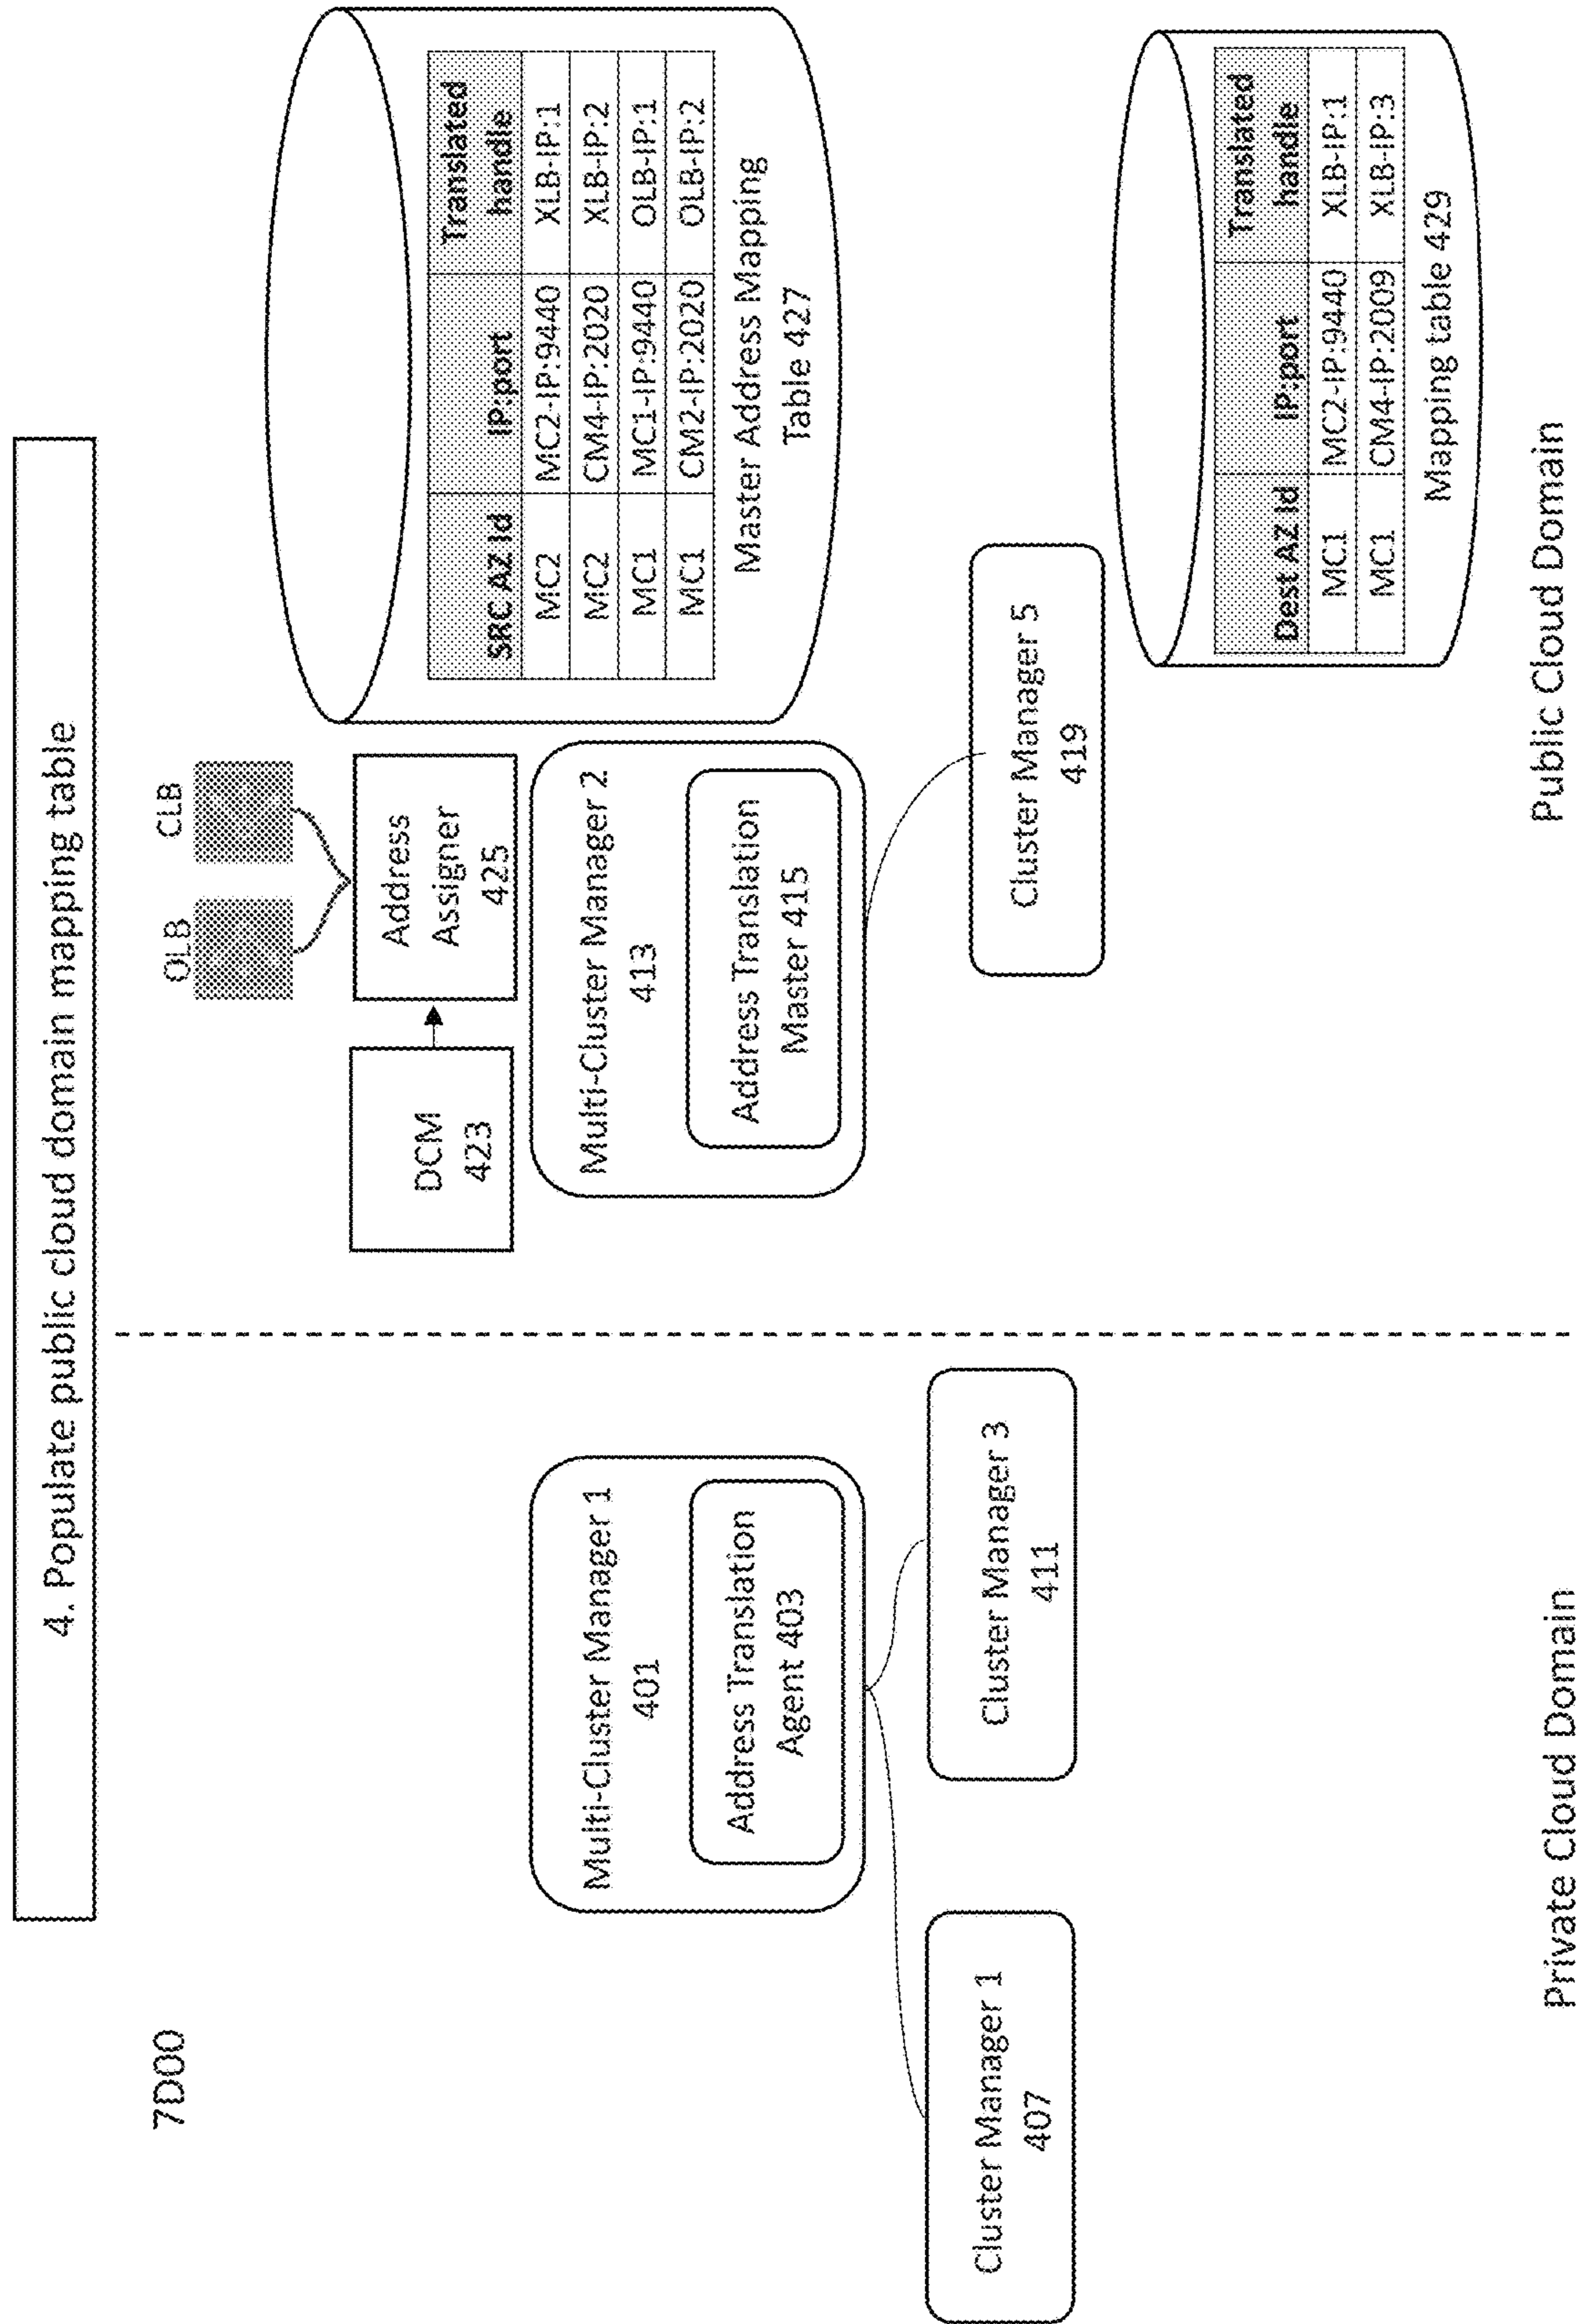 4. Populate public cloud domain mapping table
7D00
OLB
CLB
DCM
423
Address
Assigner
425
Multi-Cluster Manager 1
401
Address Translation
Agent 403
Multi-Cluster Manager 2
413
Address Translation
Master 415
Cluster Manager 1
407
Cluster Manager 3
411
Cluster Manager 5
419
SRC AZ Id IP:port Translated handle
MC2 MC2-IP:9440 XLB-IP:1
MC2 CM4-IP:2020 XLB-IP:2
MC1 MC1-IP:9440 OLB-IP:1
MC1 CM2-IP:2020 OLB-IP:2
Master Address Mapping
Table 427
Dest AZ Id IP:port Translated handle
MC1 MC2-IP:9440 XLB-IP:1
MC1 CM4-IP:2009 XLB-IP:3
Mapping table 429
Private Cloud Domain
Public Cloud Domain